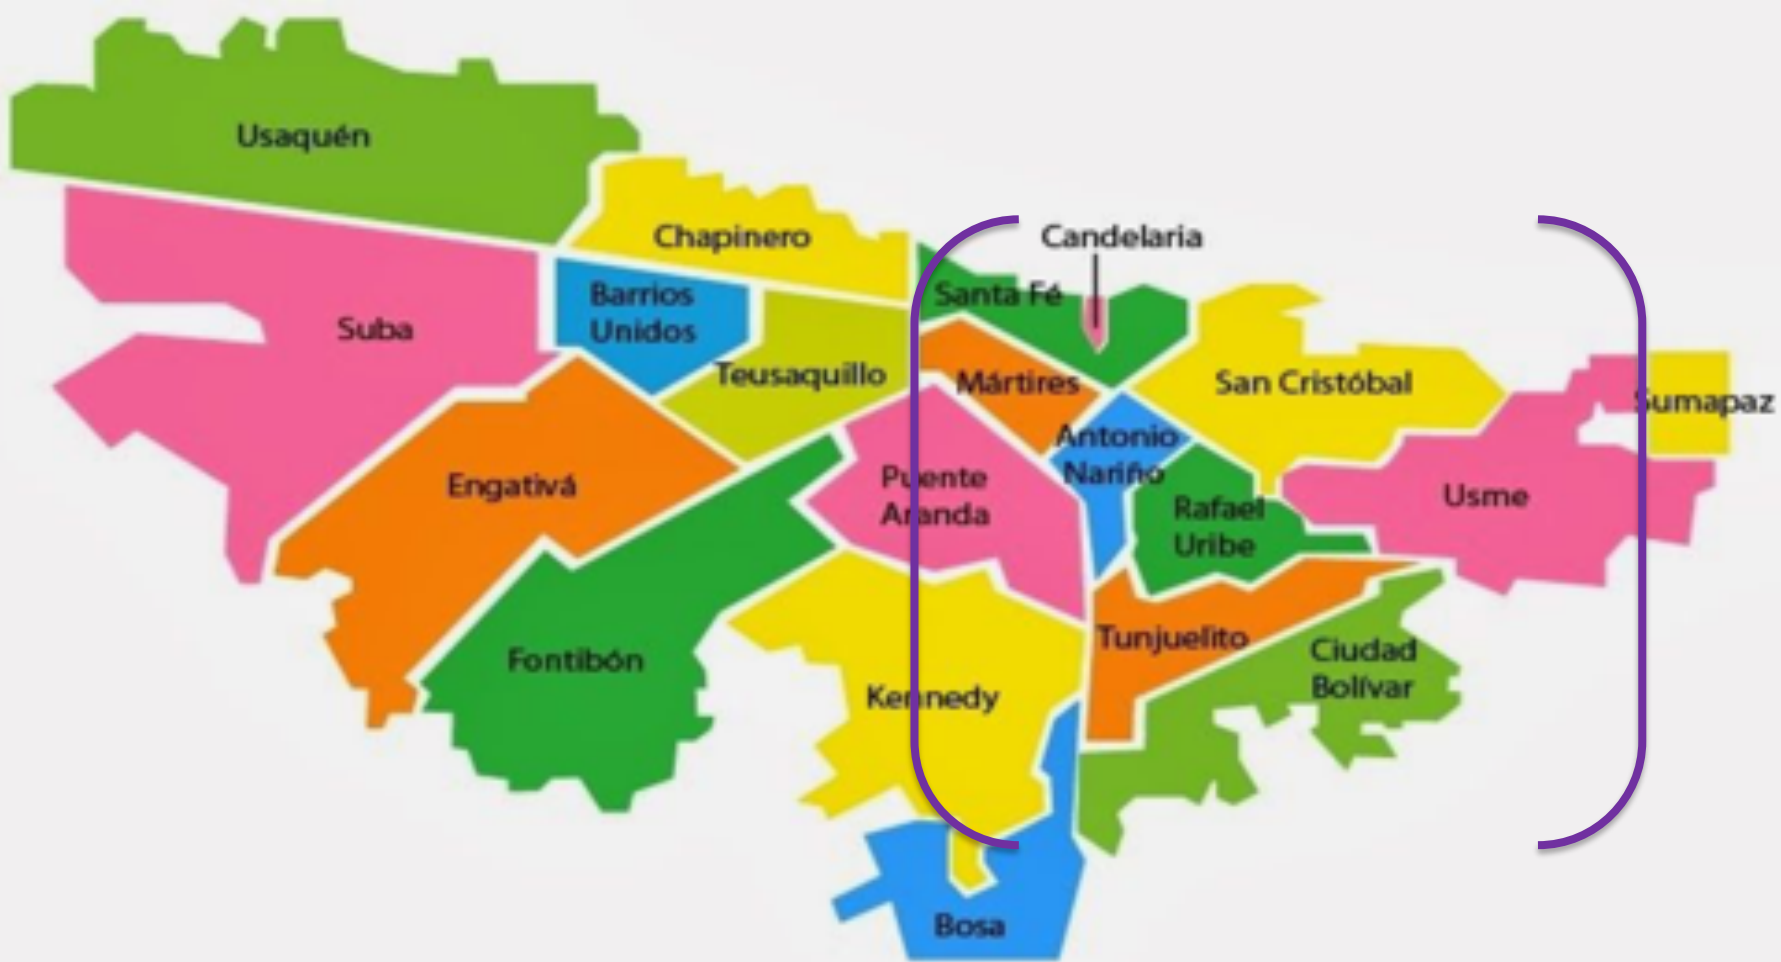 Usaquén
Chapinero
Candelaria
Barrios
Unidos
Santa Fé
Suba
Teusaquillo
Mártires
San Cristóbal
Sumapaz
Antonio
Nariño
Engativá
Puente
Aranda
Rafael
Uribe
Usme
Fontibón
Tunjuelito
Ciudad
Bolívar
Kennedy
Bosa